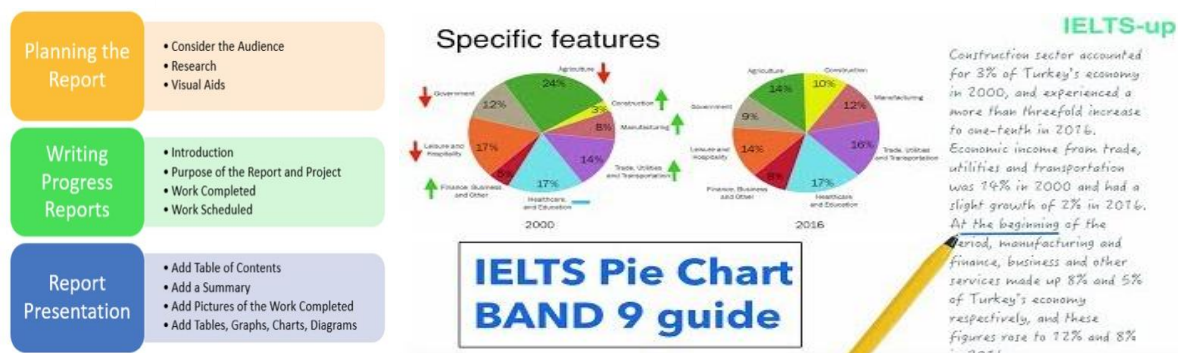 Planning the
Report
• Consider the Audience
• Research
• Visual Aids
Writing
Progress
Reports
• Introduction
• Purpose of the Report and Project
• Work Completed
• Work Scheduled
Report
Presentation
• Add Table of Contents
• Add a Summary
• Add Pictures of the Work Completed
• Add Tables, Graphs, Charts, Diagrams
Specific features
Agriculture
24%
Construction
3%
Manufacturing
8%
Trade, Utilities
and Transportation
14%
Healthcare
and Education
17%
Finance, Business
and Other
5%
Leisure and
Hospitality
17%
Government
12%
2000
Agriculture
14%
Construction
10%
Manufacturing
12%
Trade, Utilities
and Transportation
16%
Healthcare
and Education
17%
Finance, Business
and Other
8%
Leisure and
Hospitality
14%
Government
9%
2016
IELTS Pie Chart
BAND 9 guide
IELTS-up
Construction sector accounted
for 3% of Turkey's economy
in 2000, and experienced a
more than threefold increase
to one-tenth in 2016.
Economic income from trade,
utilities and transportation
was 14% in 2000 and had a
slight growth of 2% in 2016.
At the beginning of the
period, manufacturing and
finance, business and other
services made up 8% and 5%
of Turkey's economy
respectively, and these
figures rose to 12% and 8%